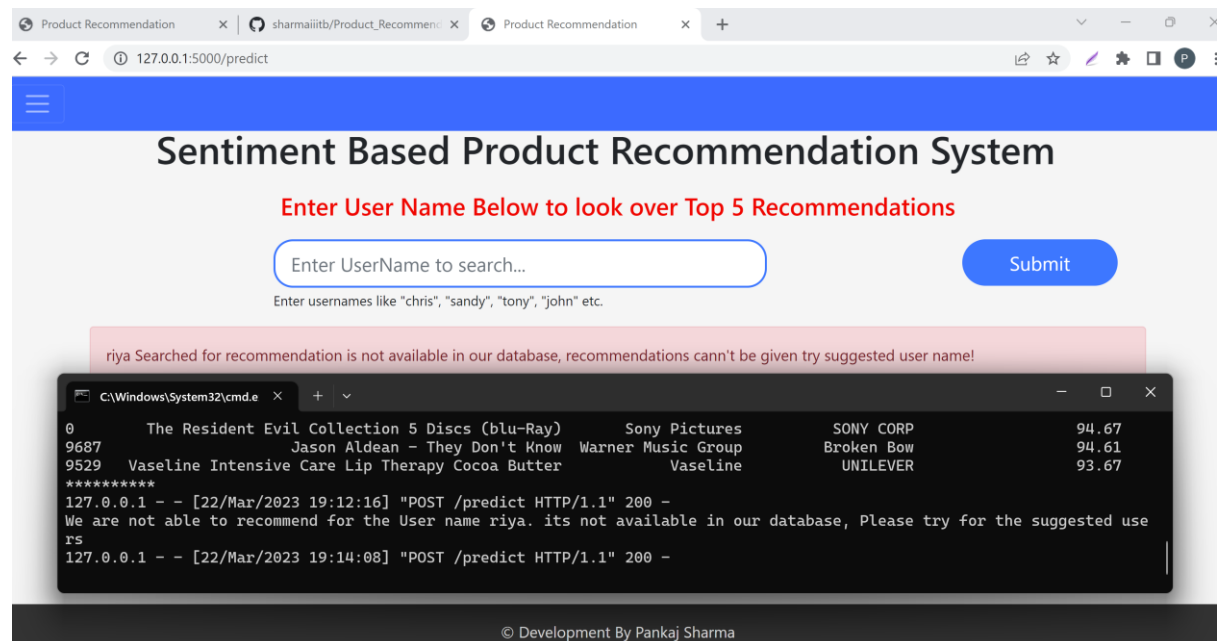 Product Recommendation
sharmaiiitb/Product_Recommend
Product Recommendation
127.0.0.1:5000/predict
P
Sentiment Based Product Recommendation System
Enter User Name Below to look over Top 5 Recommendations
Enter UserName to search...
Submit
Enter usernames like "chris", "sandy", "tony", "john" etc.
riya Searched for recommendation is not available in our database, recommendations cann't be given try suggested user name!
C:\Windows\System32\cmd.e
0 The Resident Evil Collection 5 Discs (blu-Ray) Sony Pictures SONY CORP 94.67
9687 Jason Aldean - They Don't Know Warner Music Group Broken Bow 94.61
9529 Vaseline Intensive Care Lip Therapy Cocoa Butter Vaseline UNILEVER 93.67
**********
127.0.0.1 - - [22/Mar/2023 19:12:16] "POST /predict HTTP/1.1" 200 -
We are not able to recommend for the User name riya. its not available in our database, Please try for the suggested use
rs
127.0.0.1 - - [22/Mar/2023 19:14:08] "POST /predict HTTP/1.1" 200 -
© Development By Pankaj Sharma